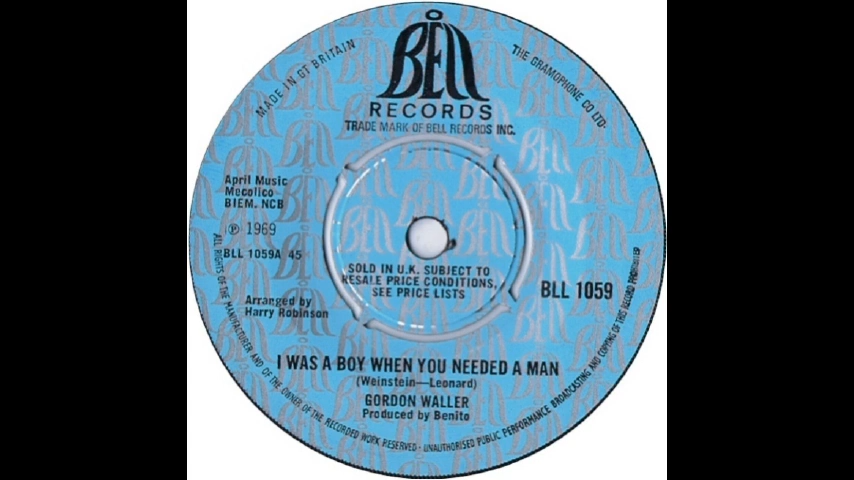 BELL
RECORDS
TRADE MARK OF BELL RECORDS INC.
MADE IN GT BRITAIN
THE GRAMOPHONE CO LTD.
April Music
Mecolico
BIEM. NCB
℗ 1969
BLL 1059A 45
Arranged by
Harry Robinson
SOLD IN U.K. SUBJECT TO
RESALE PRICE CONDITIONS,
SEE PRICE LISTS
BLL 1059
I WAS A BOY WHEN YOU NEEDED A MAN
(Weinstein—Leonard)
GORDON WALLER
Produced by Benito
ALL RIGHTS OF THE MANUFACTURER AND OF THE OWNER OF THE RECORDED WORK RESERVED · UNAUTHORISED PUBLIC PERFORMANCE BROADCASTING AND COPYING OF THIS RECORD PROHIBITED